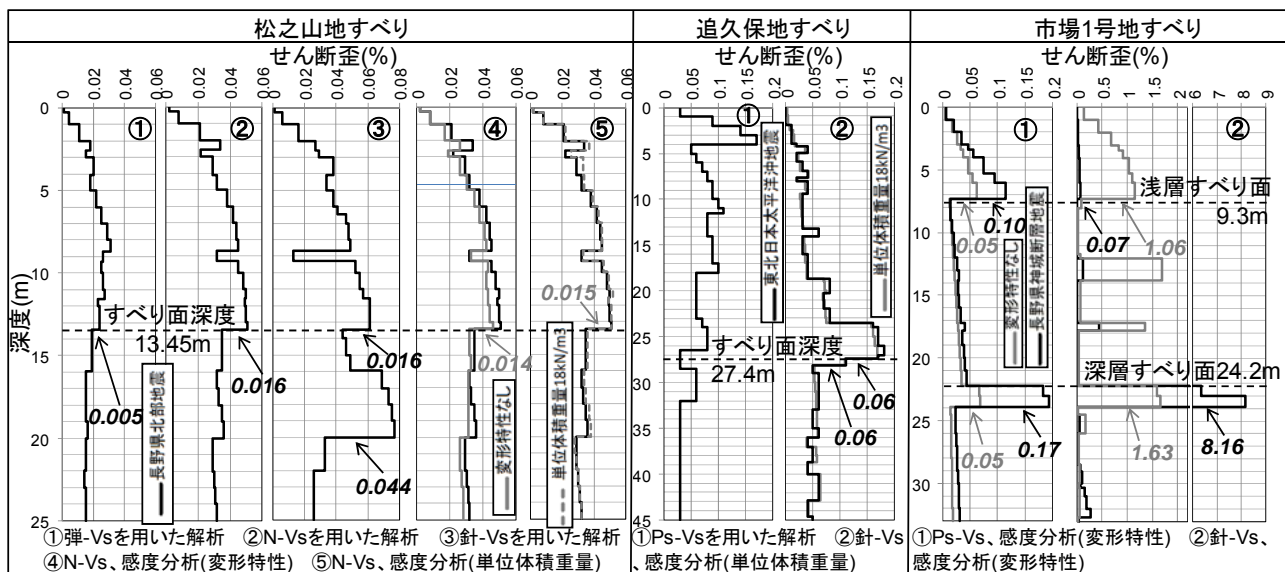 松之山地すべり 追久保地すべり 市場1号地すべり
せん断歪(%) せん断歪(%) せん断歪(%)
0 0.02 0.04 0.06 0 0.02 0.04 0.06 0 0.02 0.04 0.06 0.08 0 0.02 0.04 0.06 0 0.02 0.04 0.06 0 0.05 0.1 0.15 0.2 0 0.05 0.1 0.15 0.2 0 0.05 0.1 0.15 0.2 0 0.5 1 1.5 6 7 8 9
① ② ③ ④ ⑤ ① ② ① ②
深度(m)
0
5
10
15
20
25
すべり面深度
13.45m
長野県北部地震
0.005
0.016
0.016
0.044
0.014
変形特性なし
0.015
単位体積重量18kN/m3
0
5
10
15
20
25
30
35
40
45
東北日本太平洋沖地震
単位体積重量18kN/m3
すべり面深度
27.4m
0.06
0.06
0
5
10
15
20
25
30
浅層すべり面
9.3m
0.05
0.10
0.07
1.06
変形特性なし
長野県神城断層地震
深層すべり面24.2m
0.05
0.17
1.63
8.16
①弾-Vsを用いた解析 ②N-Vsを用いた解析 ③針-Vsを用いた解析
④N-Vs、感度分析(変形特性) ⑤N-Vs、感度分析(単位体積重量)
①Ps-Vsを用いた解析 ②針-Vs
、感度分析(単位体積重量)
①Ps-Vs、感度分析(変形特性) ②針-Vs、
感度分析(変形特性)